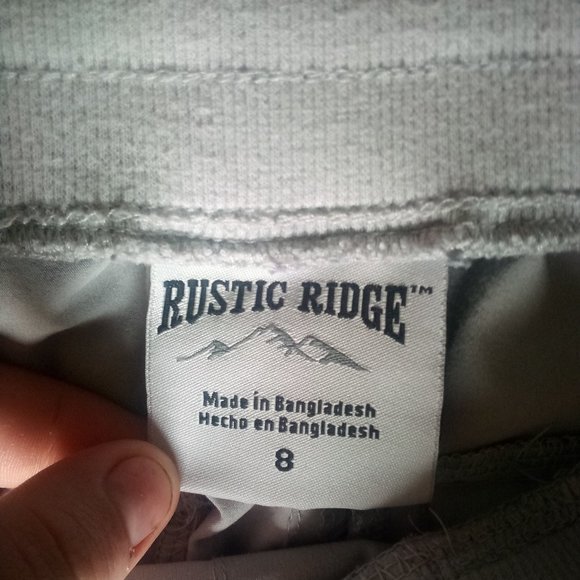 RUSTIC RIDGE™
Made in Bangladesh
Hecho en Bangladesh
8